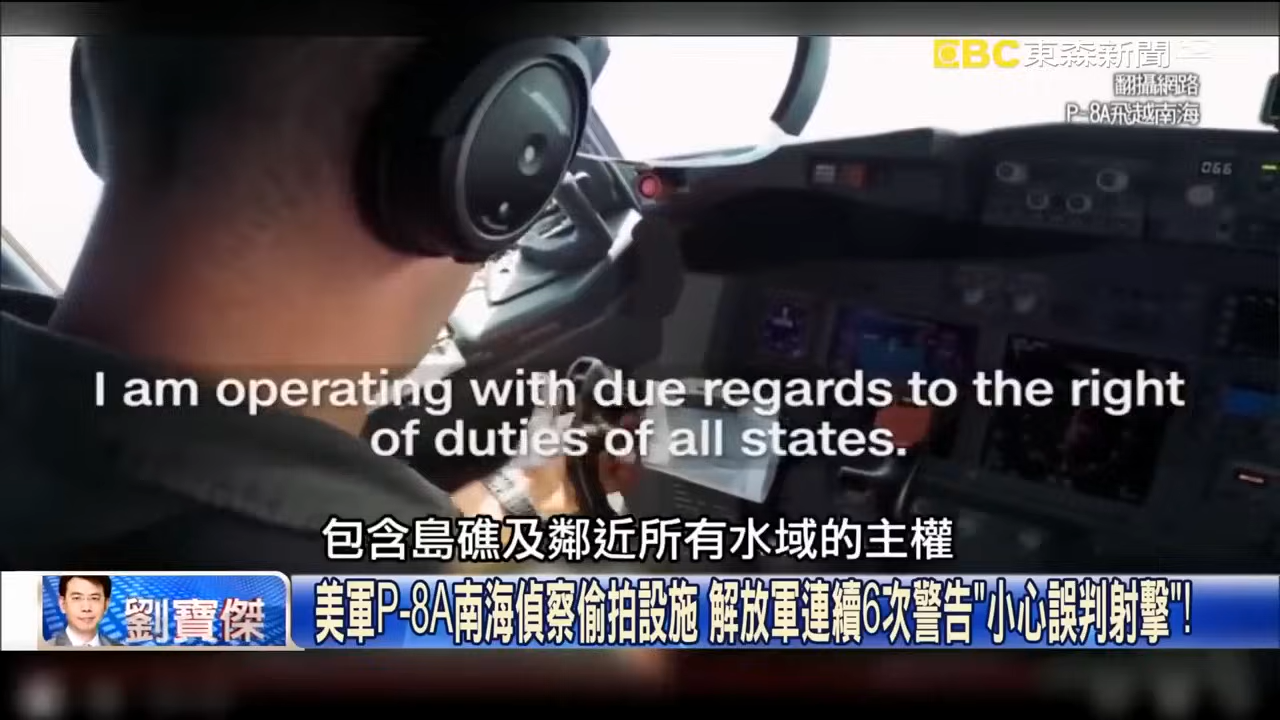 EBC 東森新聞
翻攝網路
P-8A飛越南海
066
I am operating with due regards to the right
of duties of all states.
包含島礁及鄰近所有水域的主權
劉寶傑
美軍P-8A南海偵察偷拍設施 解放軍連續6次警告"小心誤判射擊"!